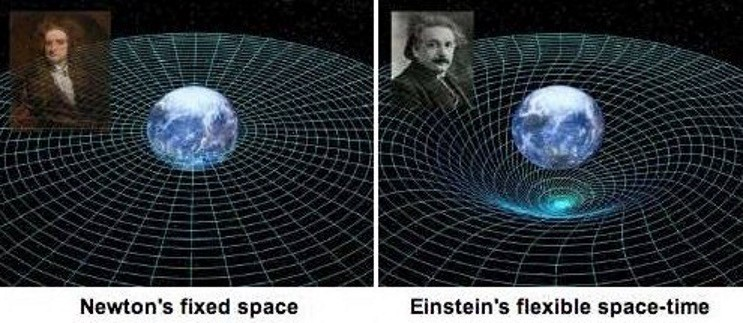 Newton's fixed space
Einstein's flexible space-time